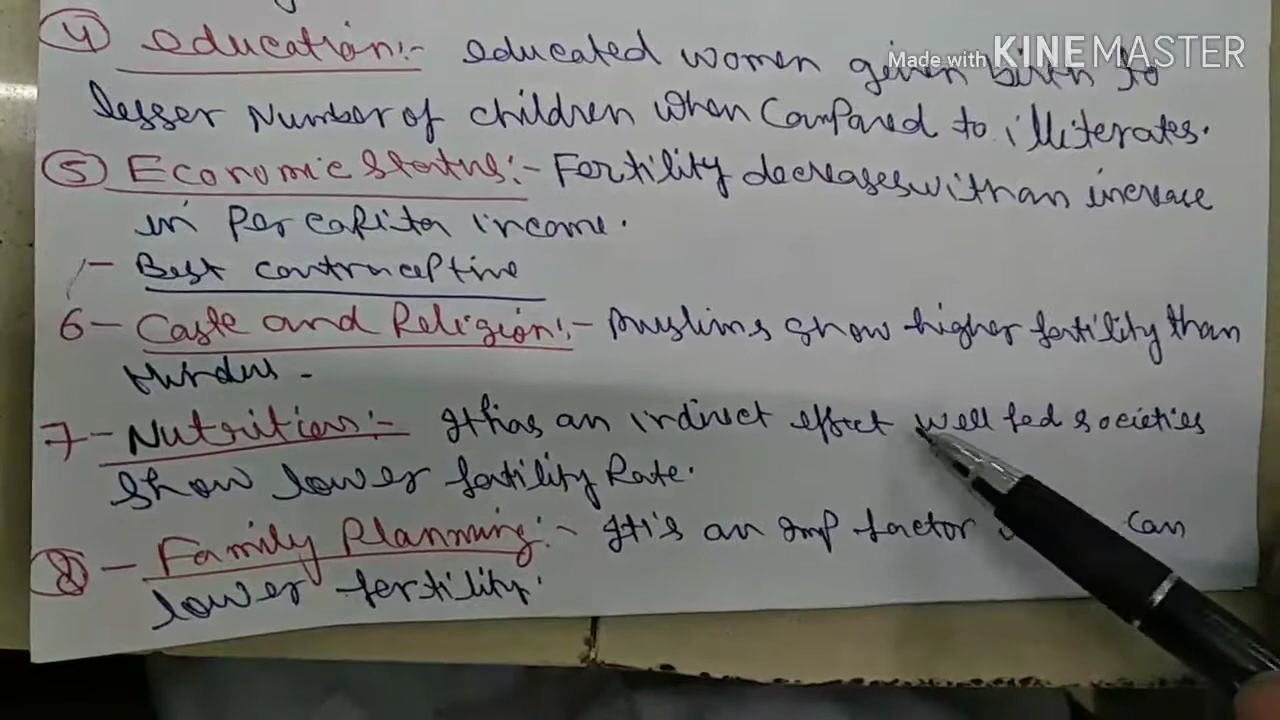 ④ education:- educated women given birth to
Made with KINEMASTER
lesser Number of children when compared to illiterates.
⑤ Economic Status:- Fertility decreases with an increase
in Per capita income.
- Best contraceptive
6- Caste and Religion:- Muslims show higher fertility than
Hindus -
7- Nutrition:- It has an indirect effect well fed societies
show lower fertility Rate.
⑧ - Family Planning:- It is an Imp factor can
lower fertility.